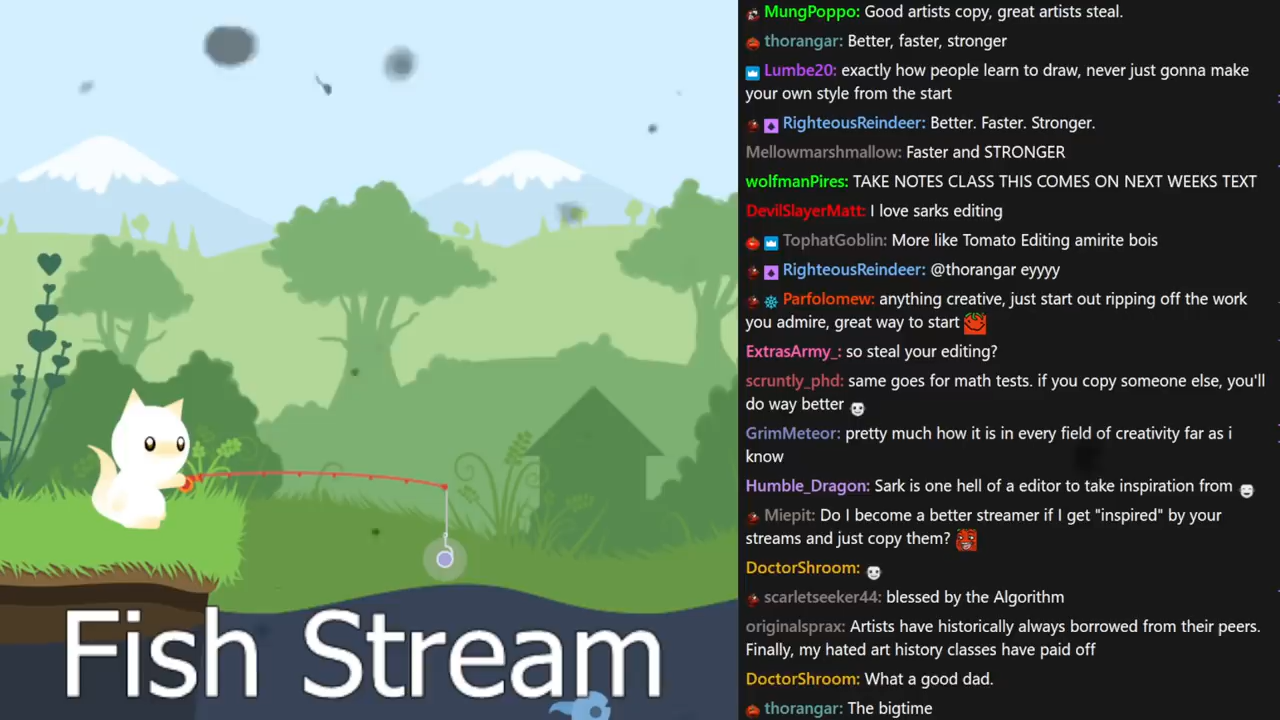 Fish Stream
MungPoppo: Good artists copy, great artists steal.
thorangar: Better, faster, stronger
Lumbe20: exactly how people learn to draw, never just gonna make
your own style from the start
RighteousReindeer: Better. Faster. Stronger.
Mellowmarshmallow: Faster and STRONGER
wolfmanPires: TAKE NOTES CLASS THIS COMES ON NEXT WEEKS TEXT
DevilSlayerMatt: I love sarks editing
TophatGoblin: More like Tomato Editing amirite bois
RighteousReindeer: @thorangar eyyyy
Parfolomew: anything creative, just start out ripping off the work
you admire, great way to start
ExtrasArmy_: so steal your editing?
scruntly_phd: same goes for math tests. if you copy someone else, you'll
do way better
GrimMeteor: pretty much how it is in every field of creativity far as i
know
Humble_Dragon: Sark is one hell of a editor to take inspiration from
Miepit: Do I become a better streamer if I get "inspired" by your
streams and just copy them?
DoctorShroom:
scarletseeker44: blessed by the Algorithm
originalsprax: Artists have historically always borrowed from their peers.
Finally, my hated art history classes have paid off
DoctorShroom: What a good dad.
thorangar: The bigtime